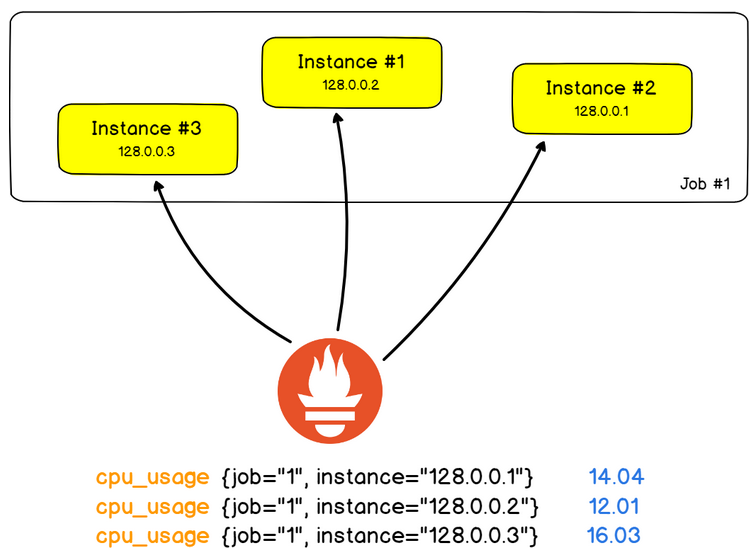 Instance #1
128.0.0.2
Instance #2
128.0.0.1
Instance #3
128.0.0.3
Job #1
cpu_usage {job="1", instance="128.0.0.1"} 14.04
cpu_usage {job="1", instance="128.0.0.2"} 12.01
cpu_usage {job="1", instance="128.0.0.3"} 16.03